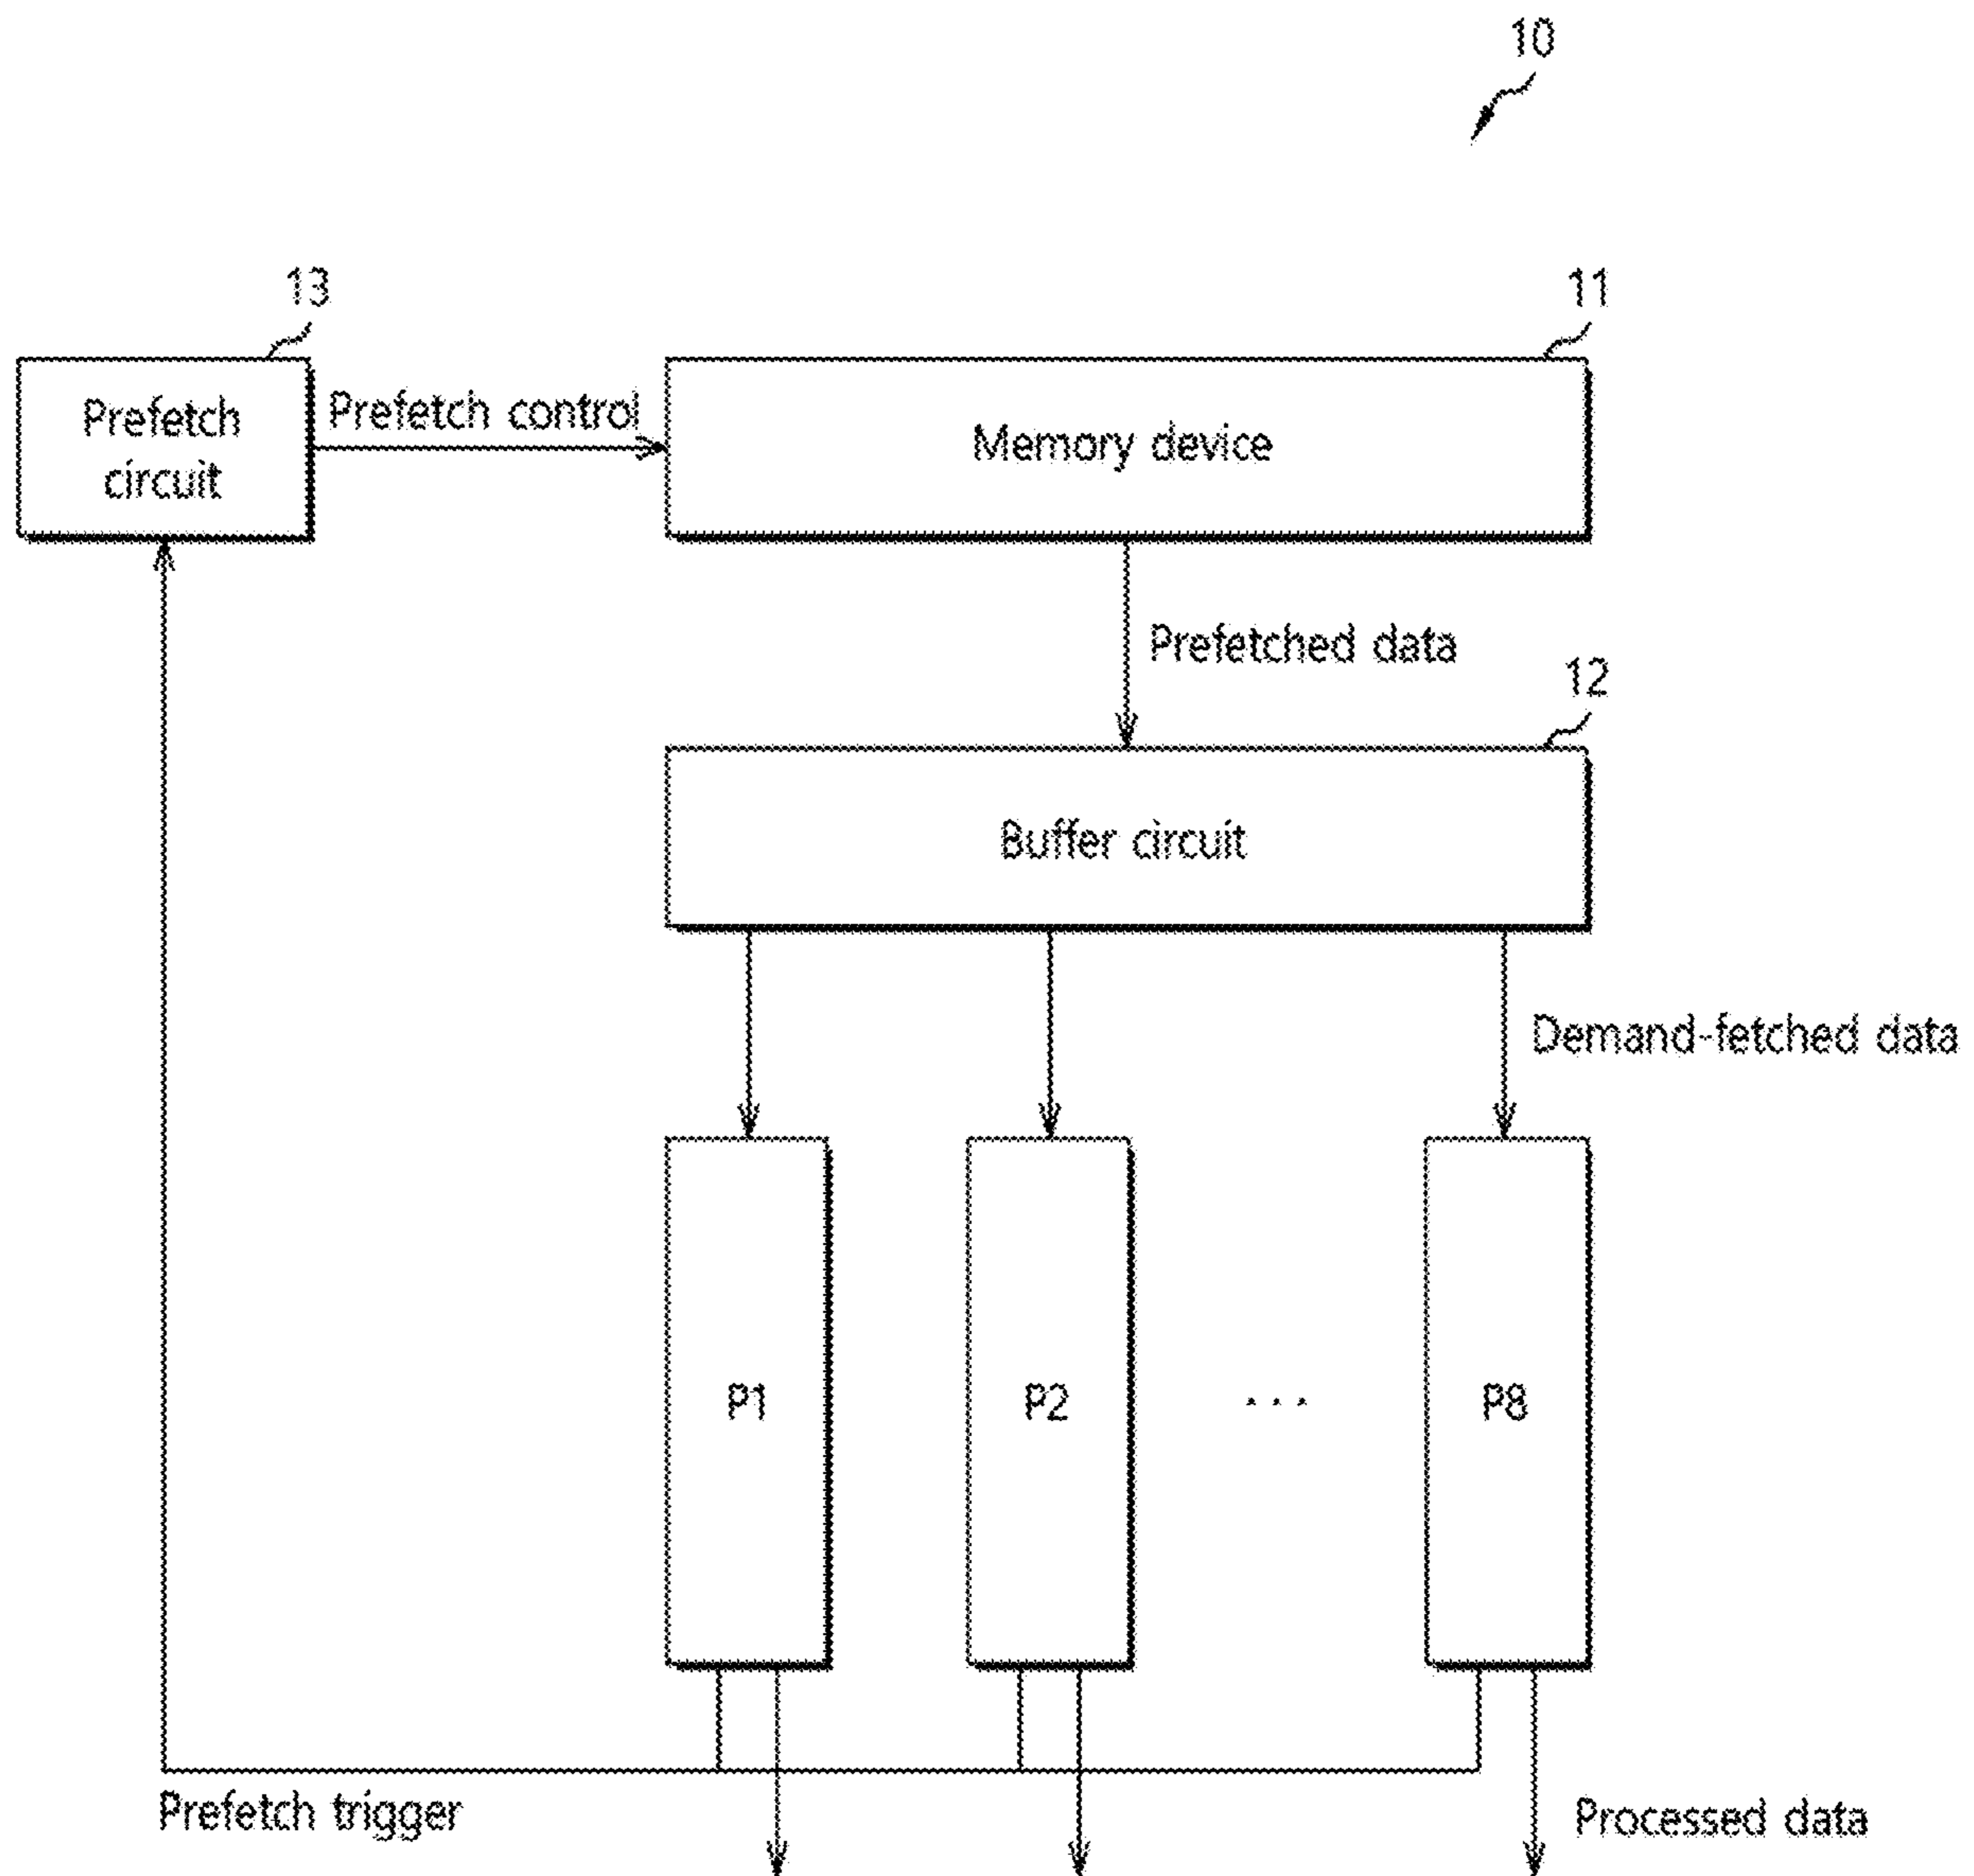 10
13
11
Prefetch
circuit
Prefetch control
Memory device
Prefetched data
12
Buffer circuit
Demand-fetched data
P1
P2
...
P8
Prefetch trigger
Processed data